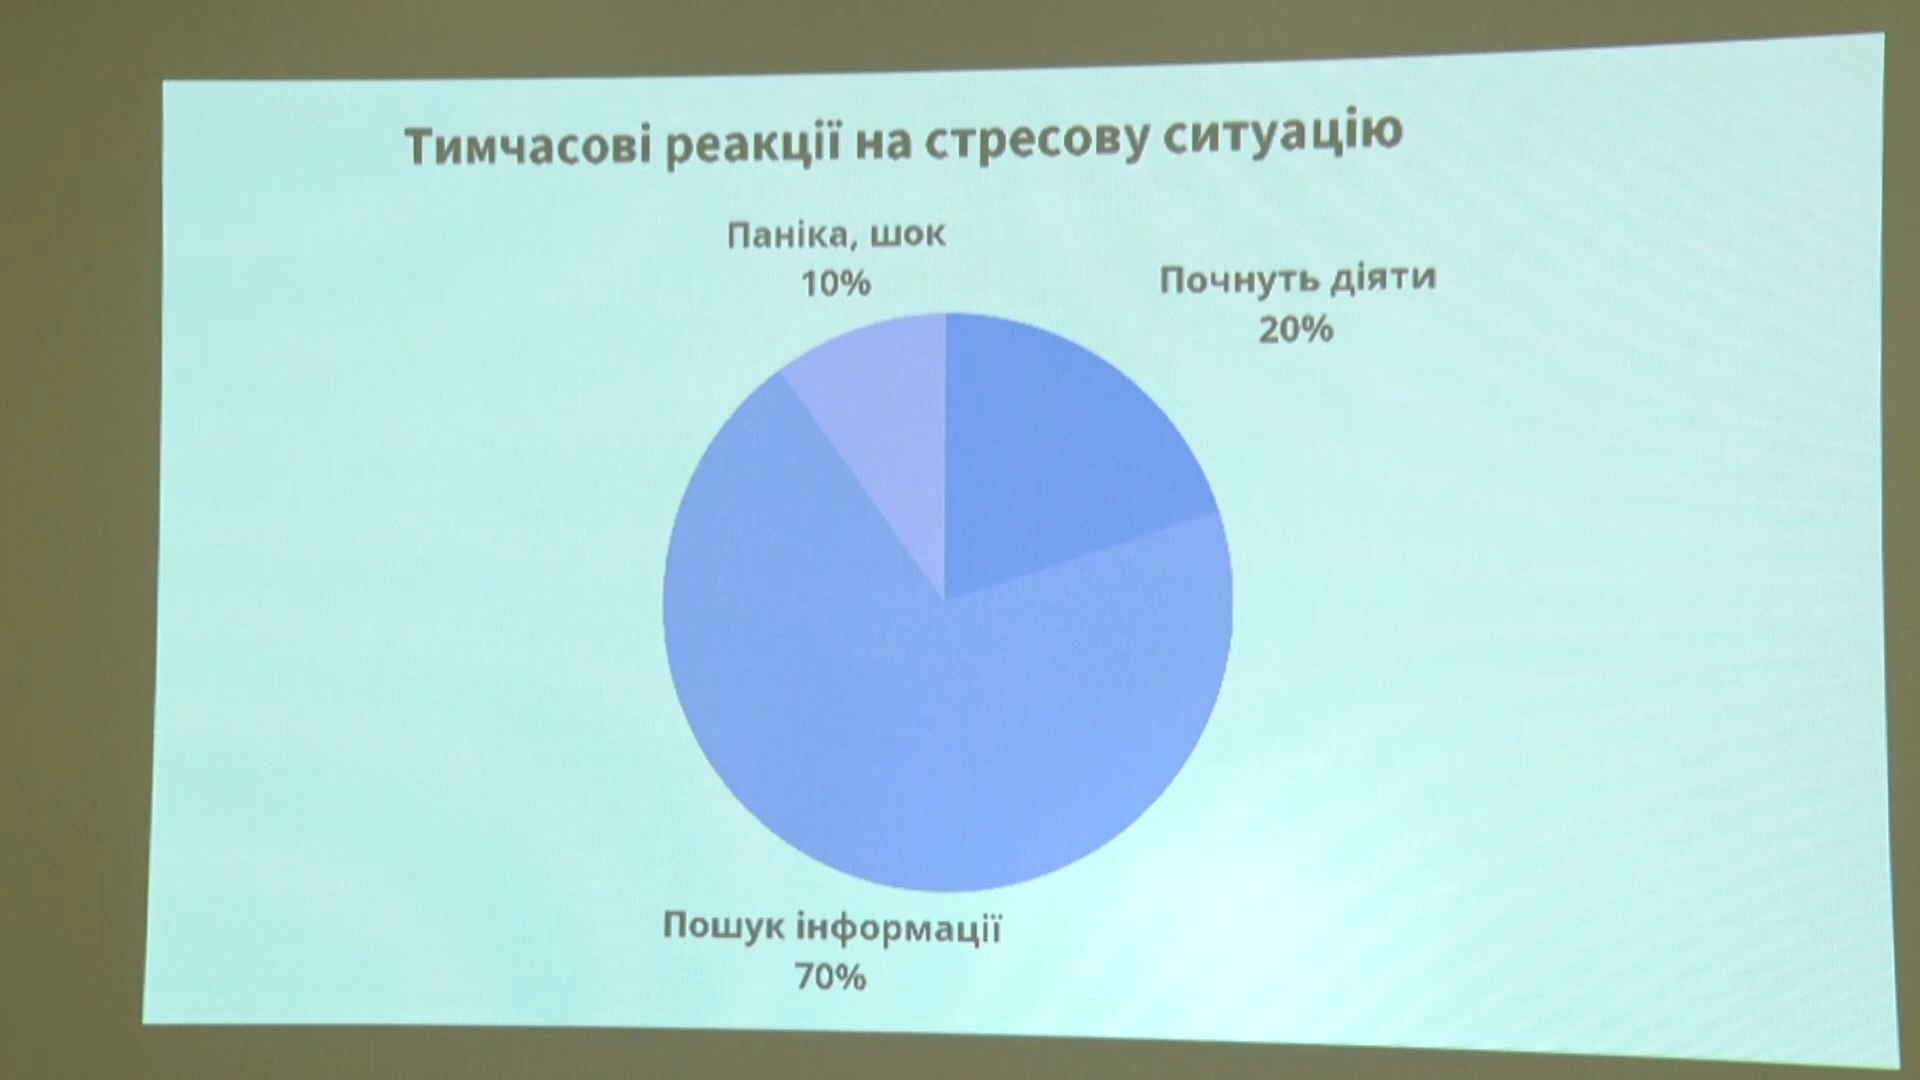 Тимчасові реакції на стресову ситуацію
Паніка, шок
10%
Почнуть діяти
20%
Пошук інформації
70%